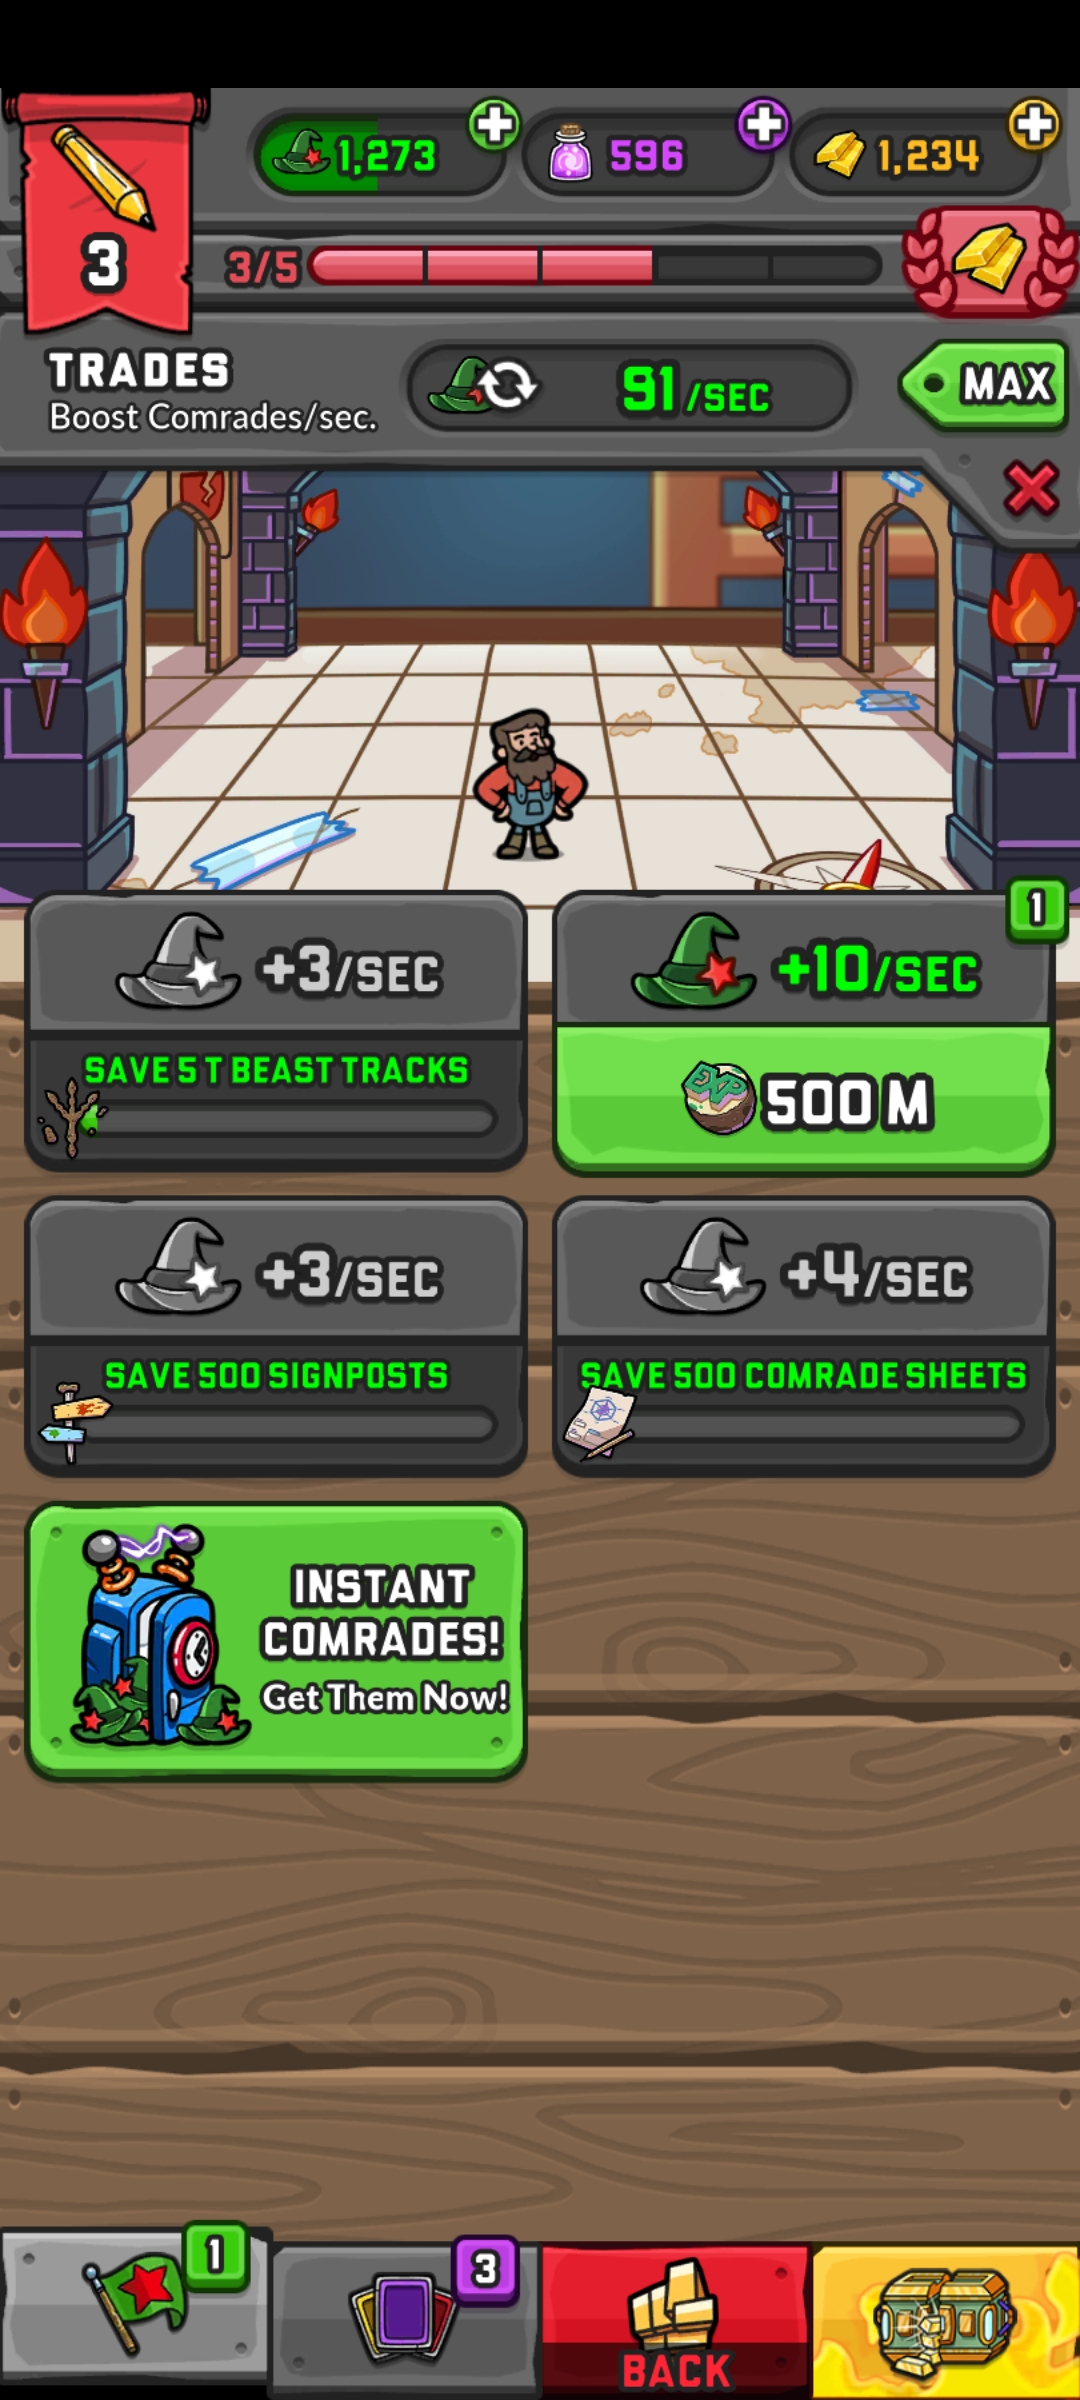 1,273
596
1,234
3
3/5
TRADES
Boost Comrades/sec.
91/SEC
MAX
+3/SEC
SAVE 5 T BEAST TRACKS
1
+10/SEC
EXP
500 M
+3/SEC
SAVE 500 SIGNPOSTS
+4/SEC
SAVE 500 COMRADE SHEETS
INSTANT
COMRADES!
Get Them Now!
1
3
BACK